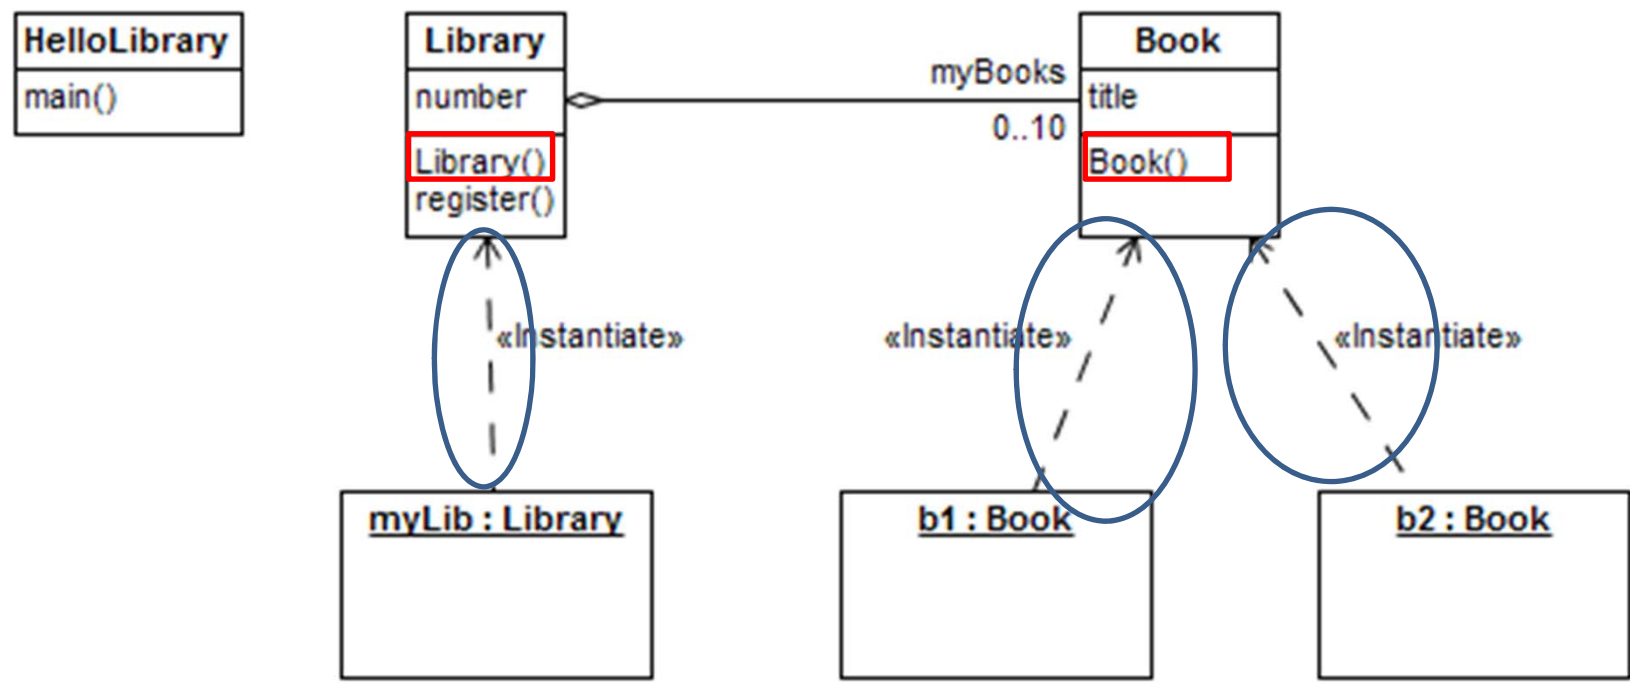 HelloLibrary
main()
Library
number
Library()
register()
myBooks
0..10
Book
title
Book()
«Instantiate»
«Instantiate»
«Instantiate»
myLib : Library
b1 : Book
b2 : Book